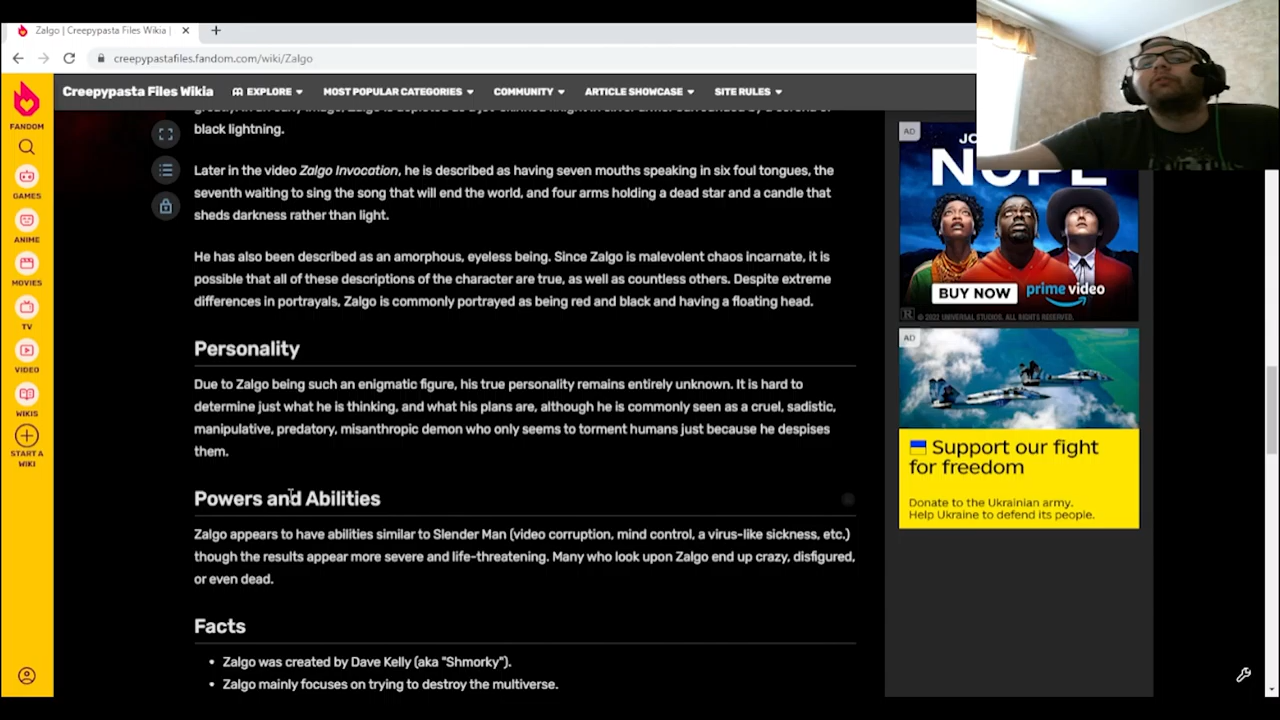 Zalgo | Creepypasta Files Wikia |
creepypastafiles.fandom.com/wiki/Zalgo
FANDOM
GAMES
ANIME
MOVIES
TV
VIDEO
WIKIS
START A
WIKI
Creepypasta Files Wikia
EXPLORE
MOST POPULAR CATEGORIES
COMMUNITY
ARTICLE SHOWCASE
SITE RULES
black lightning.
Later in the video Zalgo Invocation, he is described as having seven mouths speaking in six foul tongues, the
seventh waiting to sing the song that will end the world, and four arms holding a dead star and a candle that
sheds darkness rather than light.
He has also been described as an amorphous, eyeless being. Since Zalgo is malevolent chaos incarnate, it is
possible that all of these descriptions of the character are true, as well as countless others. Despite extreme
differences in portrayals, Zalgo is commonly portrayed as being red and black and having a floating head.
Personality
Due to Zalgo being such an enigmatic figure, his true personality remains entirely unknown. It is hard to
determine just what he is thinking, and what his plans are, although he is commonly seen as a cruel, sadistic,
manipulative, predatory, misanthropic demon who only seems to torment humans just because he despises
them.
Powers and Abilities
Zalgo appears to have abilities similar to Slender Man (video corruption, mind control, a virus-like sickness, etc.)
though the results appear more severe and life-threatening. Many who look upon Zalgo end up crazy, disfigured,
or even dead.
Facts
• Zalgo was created by Dave Kelly (aka "Shmorky").
• Zalgo mainly focuses on trying to destroy the multiverse.
AD
JO
NOPE
BUY NOW
prime video
R
© 2022 UNIVERSAL STUDIOS. ALL RIGHTS RESERVED.
AD
Support our fight
for freedom
Donate to the Ukrainian army.
Help Ukraine to defend its people.